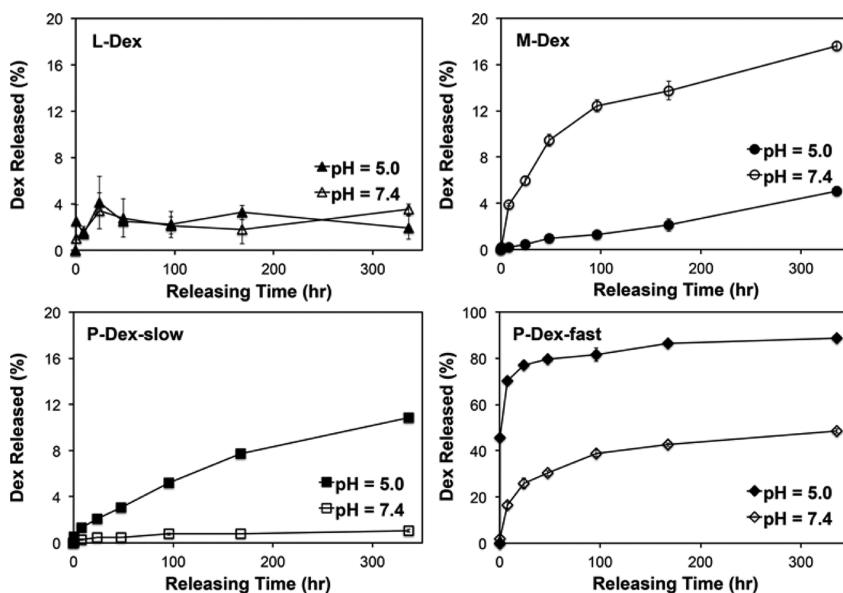 L-Dex
Dex Released (%)
20
16
12
8
4
0
pH = 5.0
pH = 7.4
0
100
200
300
Releasing Time (hr)
M-Dex
Dex Released (%)
20
16
12
8
4
0
pH = 5.0
pH = 7.4
0
100
200
300
Releasing Time (hr)
P-Dex-slow
Dex Released (%)
20
16
12
8
4
0
pH = 5.0
pH = 7.4
0
100
200
300
Releasing Time (hr)
P-Dex-fast
Dex Released (%)
100
80
60
40
20
0
pH = 5.0
pH = 7.4
0
100
200
300
Releasing Time (hr)